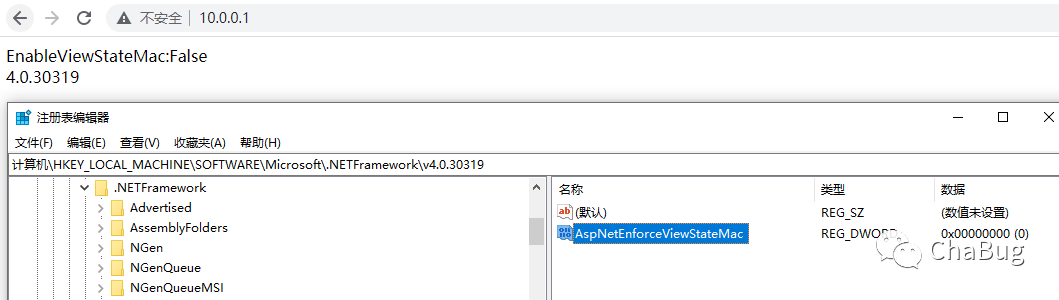 不安全 | 10.0.0.1
EnableViewStateMac:False
4.0.30319
注册表编辑器
文件(F) 编辑(E) 查看(V) 收藏夹(A) 帮助(H)
计算机\HKEY_LOCAL_MACHINE\SOFTWARE\Microsoft\.NETFramework\v4.0.30319
.NETFramework
Advertised
AssemblyFolders
NGen
NGenQueue
NGenQueueMSI
名称 类型 数据
ab (默认) REG_SZ (数值未设置)
AspNetEnforceViewStateMac REG_DWORD 0x00000000 (0)
ChaBug